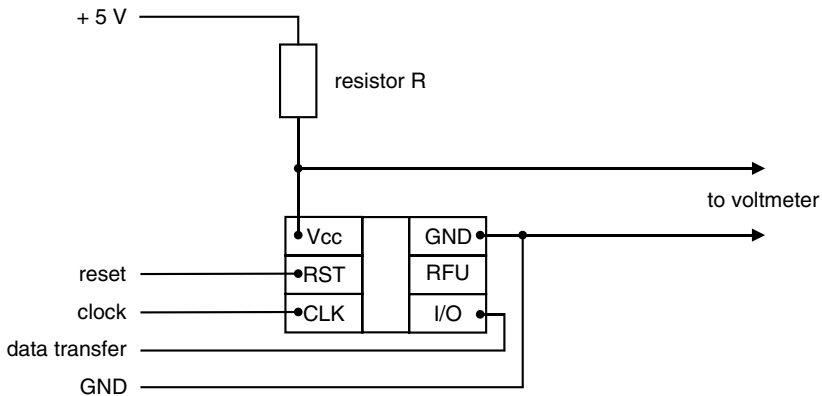 + 5 V
resistor R
to voltmeter
Vcc
GND
reset
RST
RFU
clock
CLK
I/O
data transfer
GND